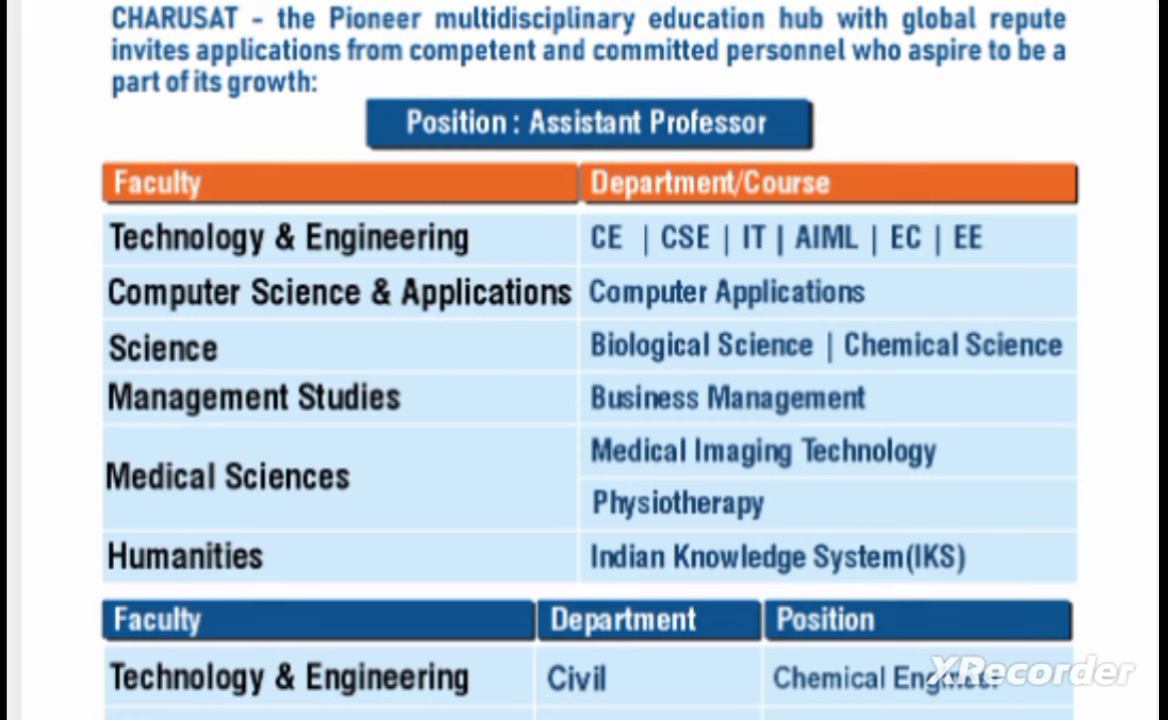 CHARUSAT - the Pioneer multidisciplinary education hub with global repute
invites applications from competent and committed personnel who aspire to be a
part of its growth:
Position : Assistant Professor
Faculty Department/Course
Technology & Engineering CE | CSE | IT | AIML | EC | EE
Computer Science & Applications Computer Applications
Science Biological Science | Chemical Science
Management Studies Business Management
Medical Sciences Medical Imaging Technology
Physiotherapy
Humanities Indian Knowledge System(IKS)
Faculty Department Position
Technology & Engineering Civil Chemical Engineer
XRecorder